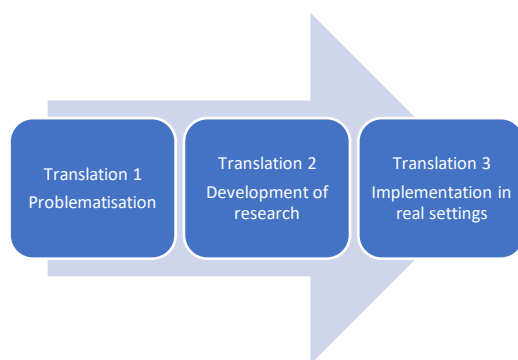 Translation 1
Problematisation
Translation 2
Development of
research
Translation 3
Implementation in
real settings